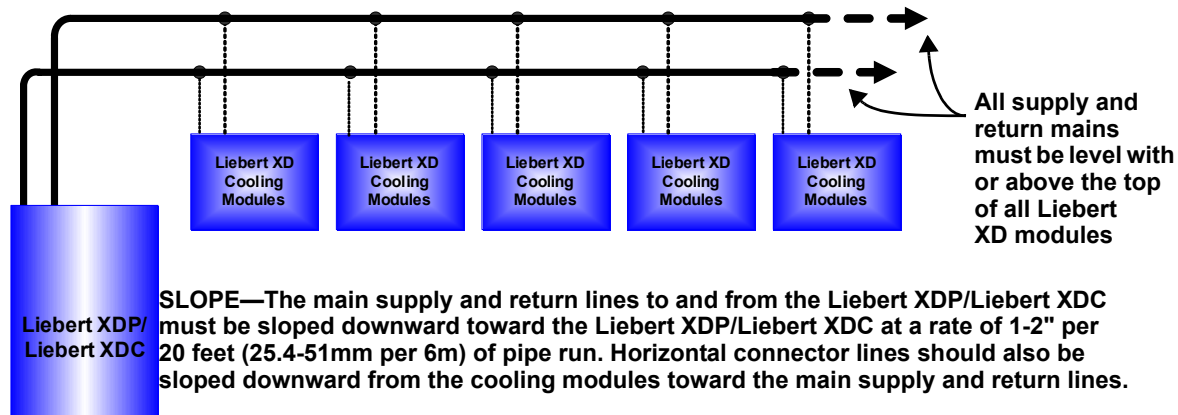 Liebert XD
Cooling
Modules
Liebert XD
Cooling
Modules
Liebert XD
Cooling
Modules
Liebert XD
Cooling
Modules
Liebert XD
Cooling
Modules
All supply and
return mains
must be level with
or above the top
of all Liebert
XD modules
Liebert XDP/
Liebert XDC
SLOPE—The main supply and return lines to and from the Liebert XDP/Liebert XDC
must be sloped downward toward the Liebert XDP/Liebert XDC at a rate of 1-2" per
20 feet (25.4-51mm per 6m) of pipe run. Horizontal connector lines should also be
sloped downward from the cooling modules toward the main supply and return lines.